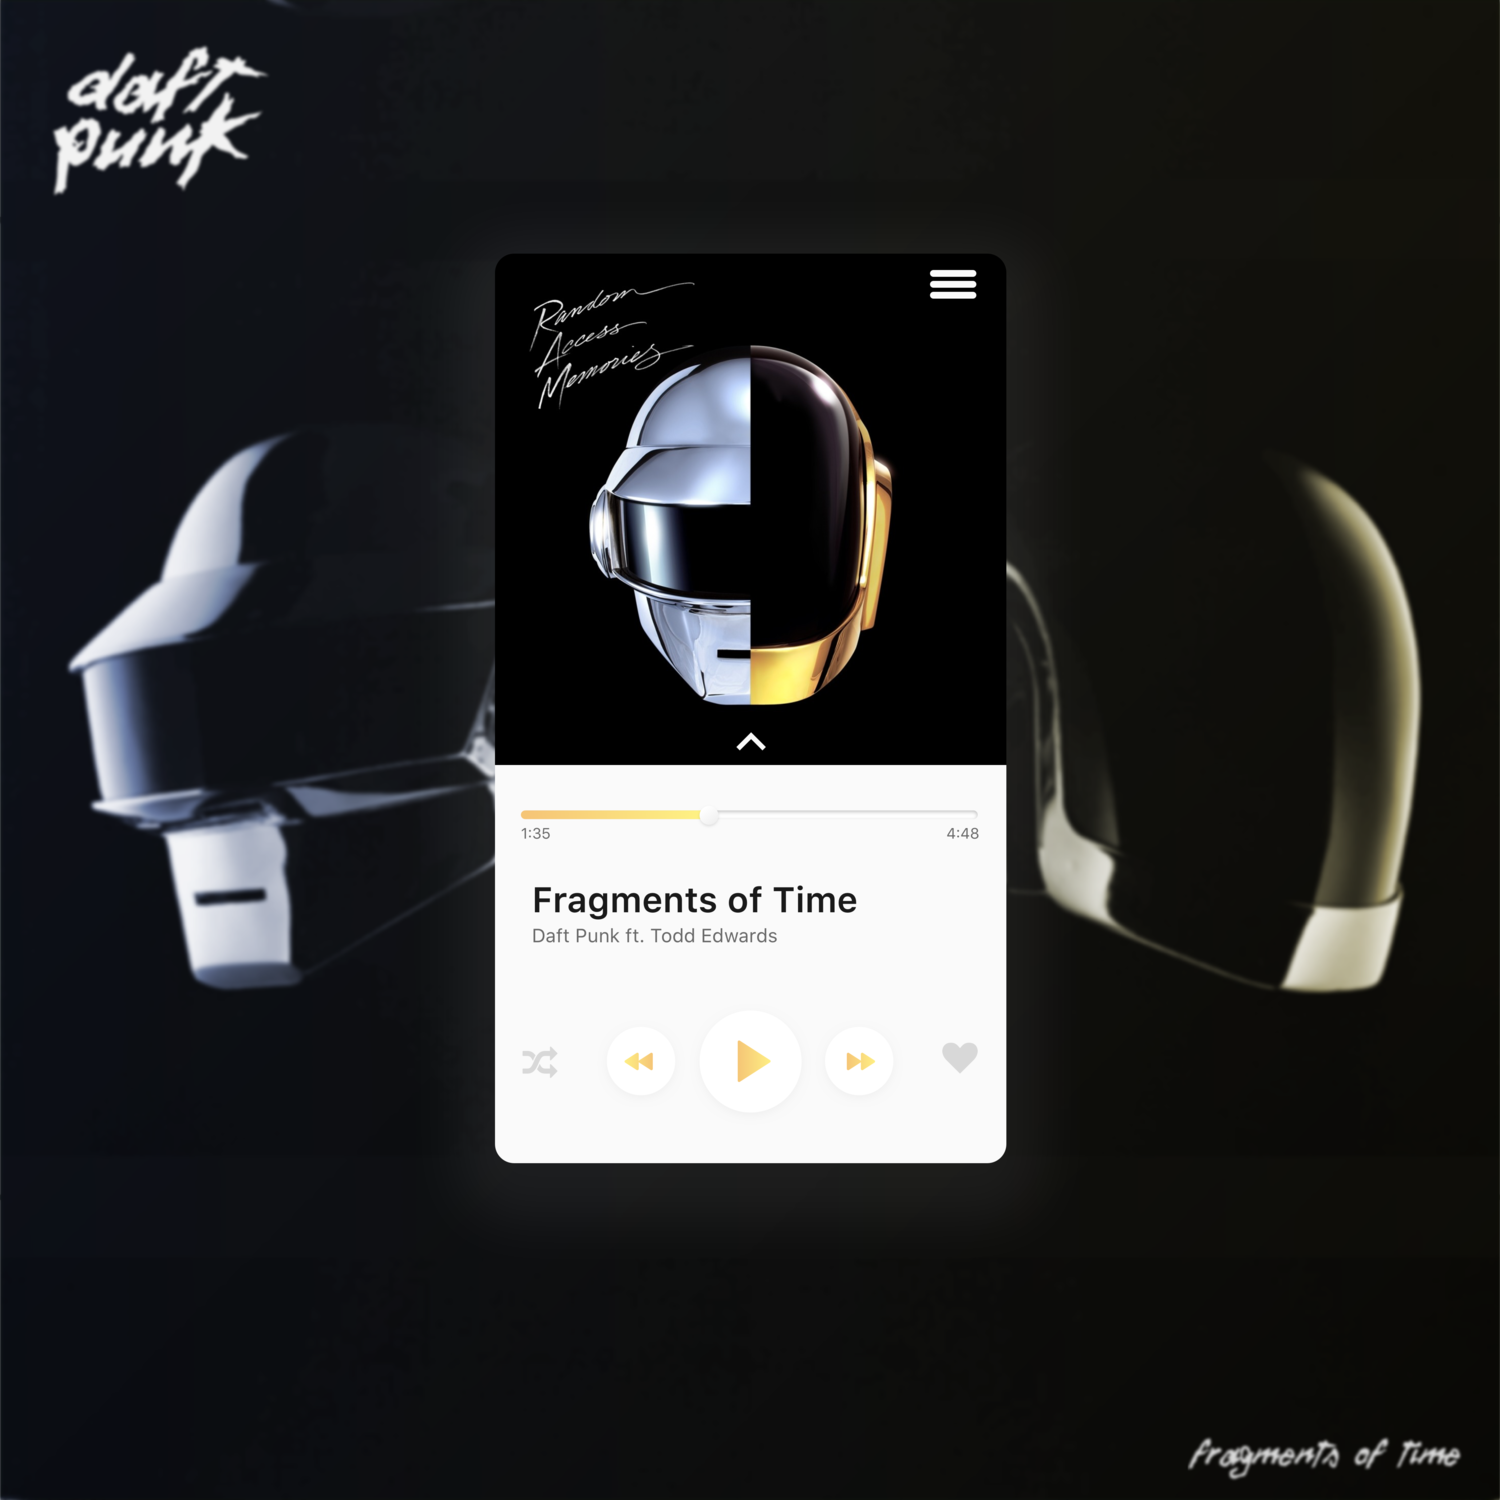 daft
punk
Random
Access
Memories
1:35
4:48
Fragments of Time
Daft Punk ft. Todd Edwards
fragments of Time